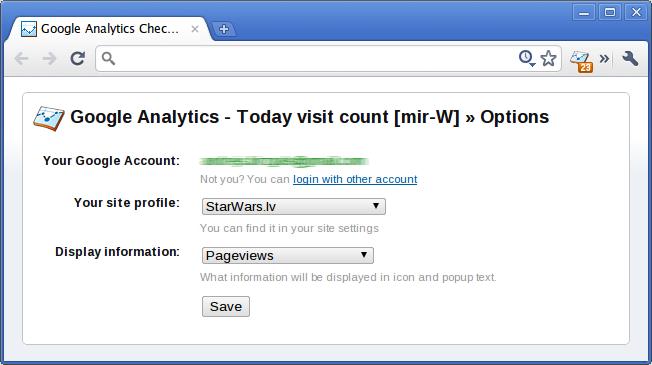 Google Analytics Chec...
23
Google Analytics - Today visit count [mir-W] » Options
Your Google Account:
Not you? You can login with other account
Your site profile: StarWars.lv
You can find it in your site settings
Display information: Pageviews
What information will be displayed in icon and popup text.
Save